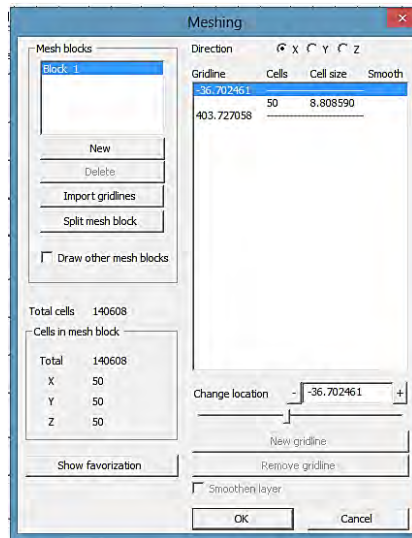 Meshing
Mesh blocks
Block 1
New
Delete
Import gridlines
Split mesh block
Draw other mesh blocks
Total cells 140608
Cells in mesh block
Total 140608
X 50
Y 50
Z 50
Show favorization
Direction X Y Z
Gridline Cells Cell size Smooth
-36.702461 ----------------------
50 8.808590
403.727058 ----------------------
Change location - -36.702461 +
New gridline
Remove gridline
Smoothen layer
OK Cancel